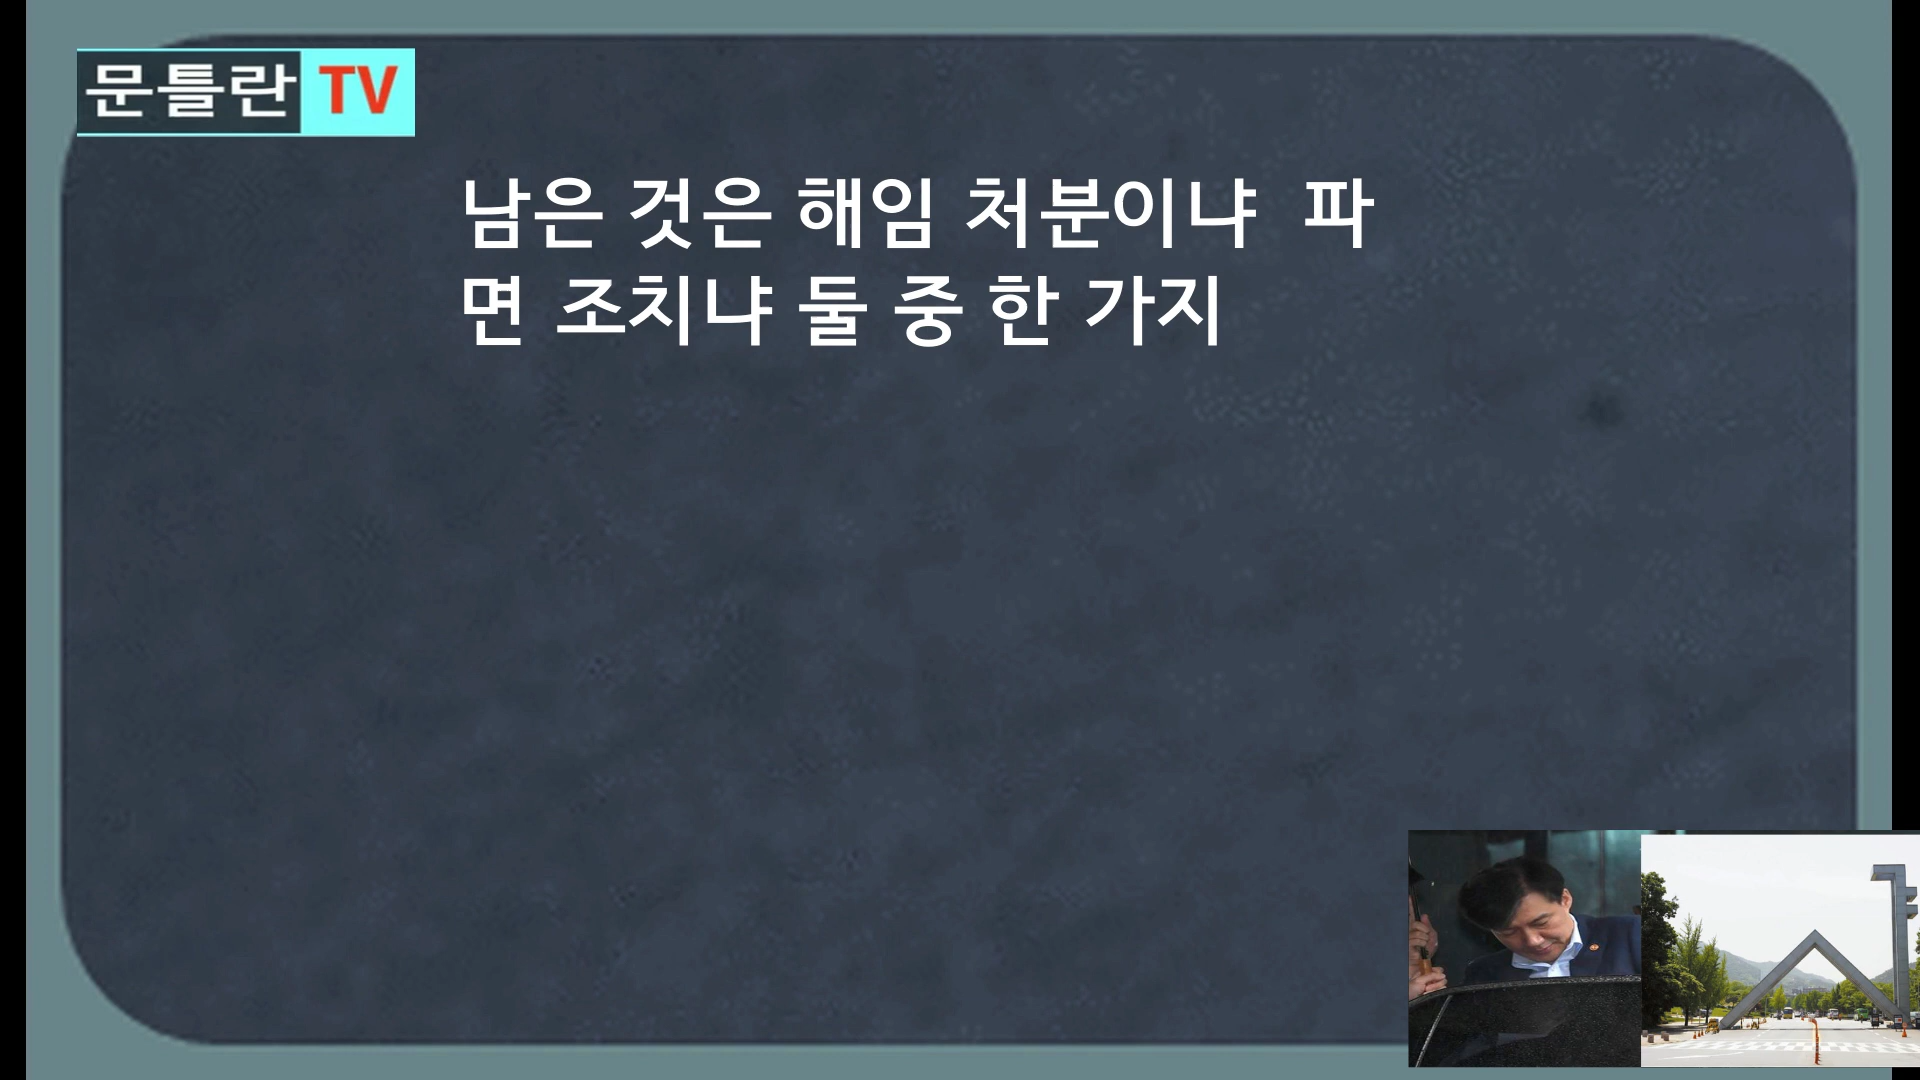 문틀란 TV
남은 것은 해임 처분이냐  파
면 조치냐 둘 중 한 가지